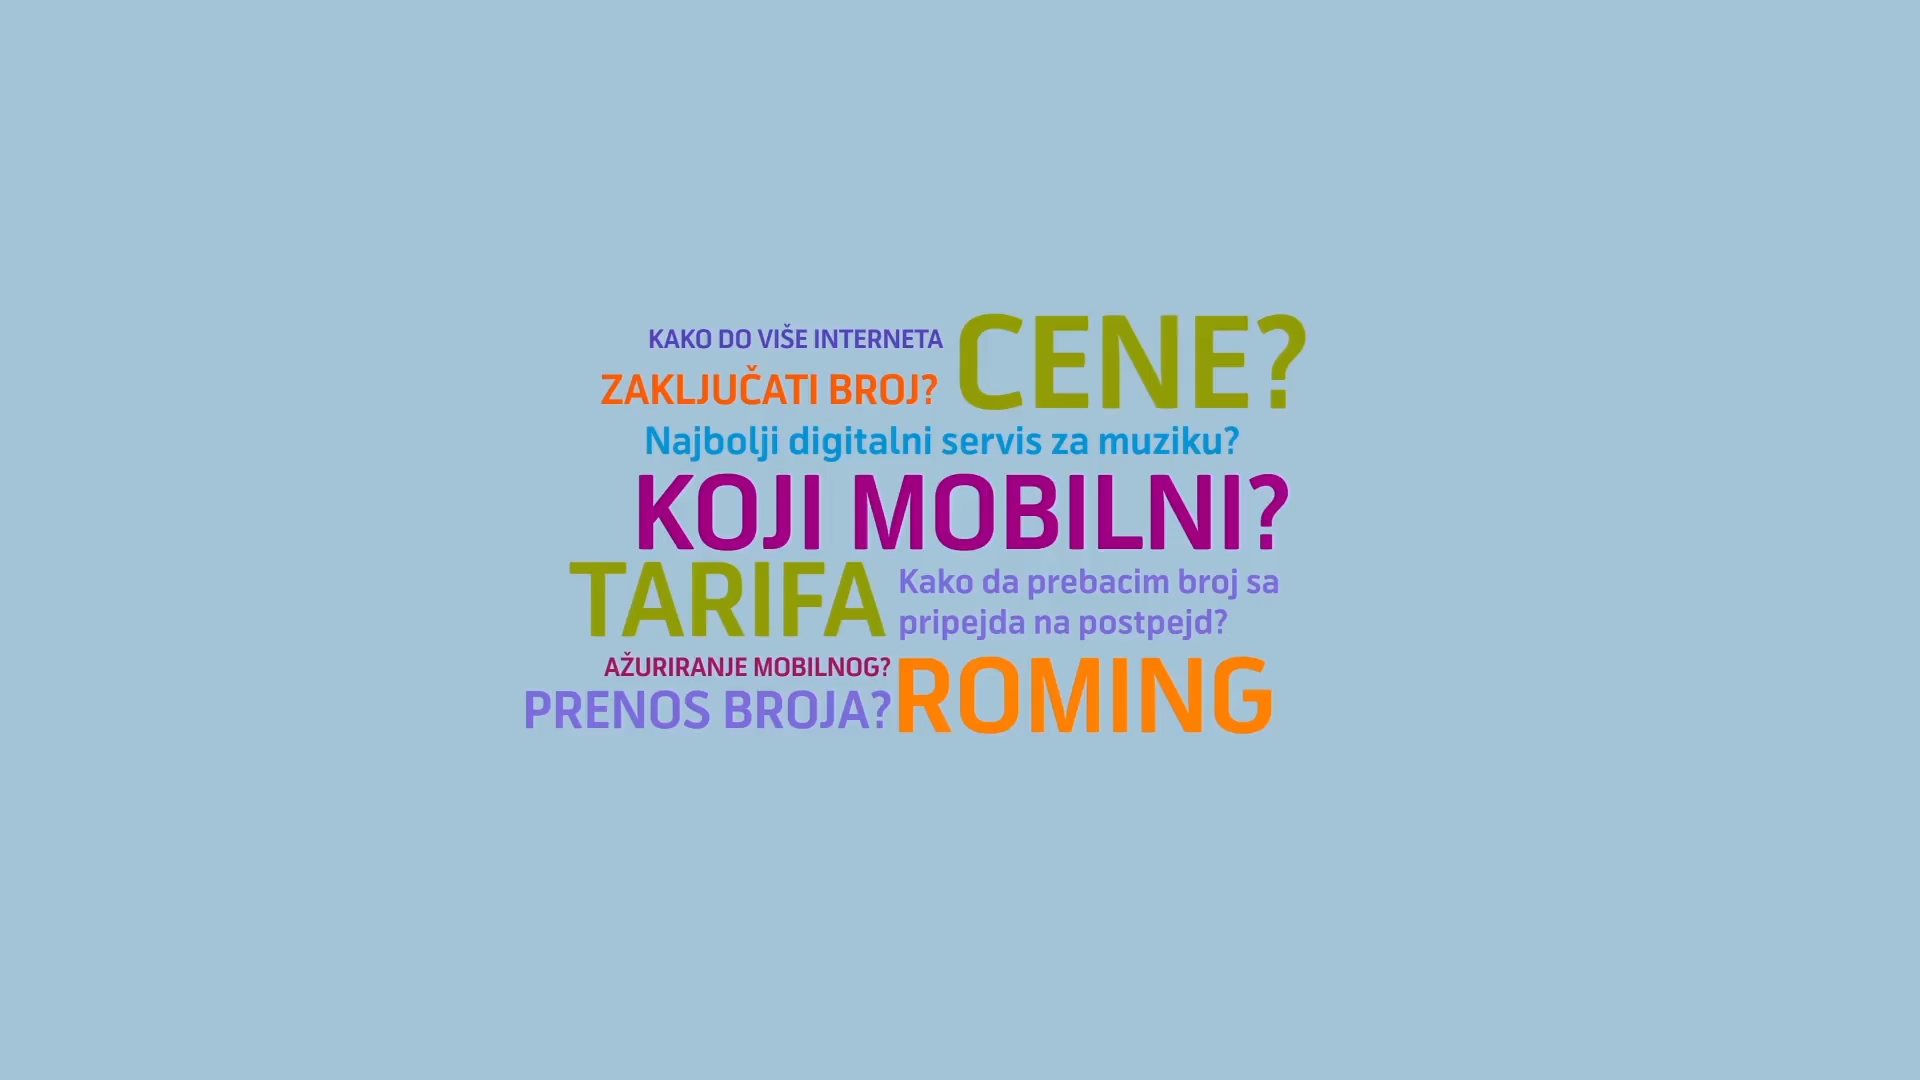 KAKO DO VIŠE INTERNETA
CENE?
ZAKLJUČATI BROJ?
Najbolji digitalni servis za muziku?
KOJI MOBILNI?
TARIFA
Kako da prebacim broj sa
pripejda na postpejd?
AŽURIRANJE MOBILNOG?
PRENOS BROJA?
ROMING